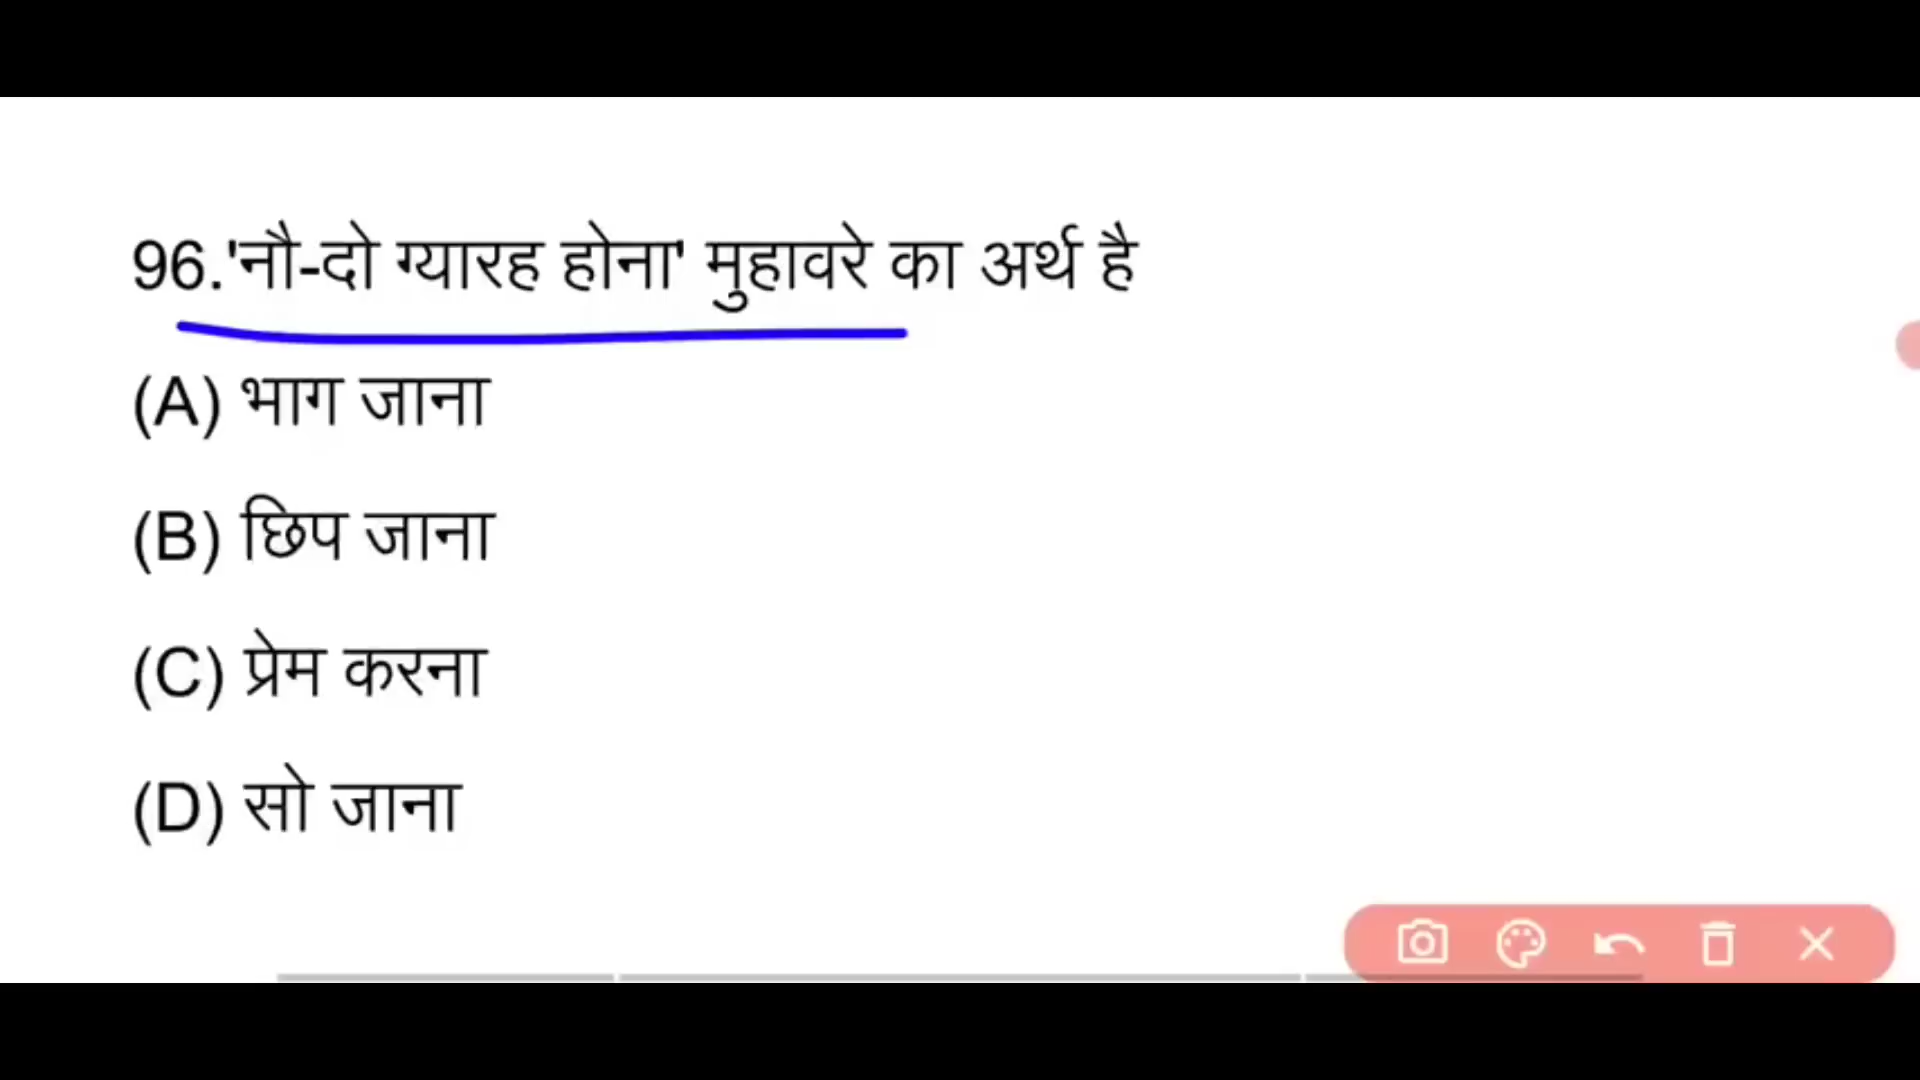 96.'नौ-दो ग्यारह होना' मुहावरे का अर्थ है
(A) भाग जाना
(B) छिप जाना
(C) प्रेम करना
(D) सो जाना